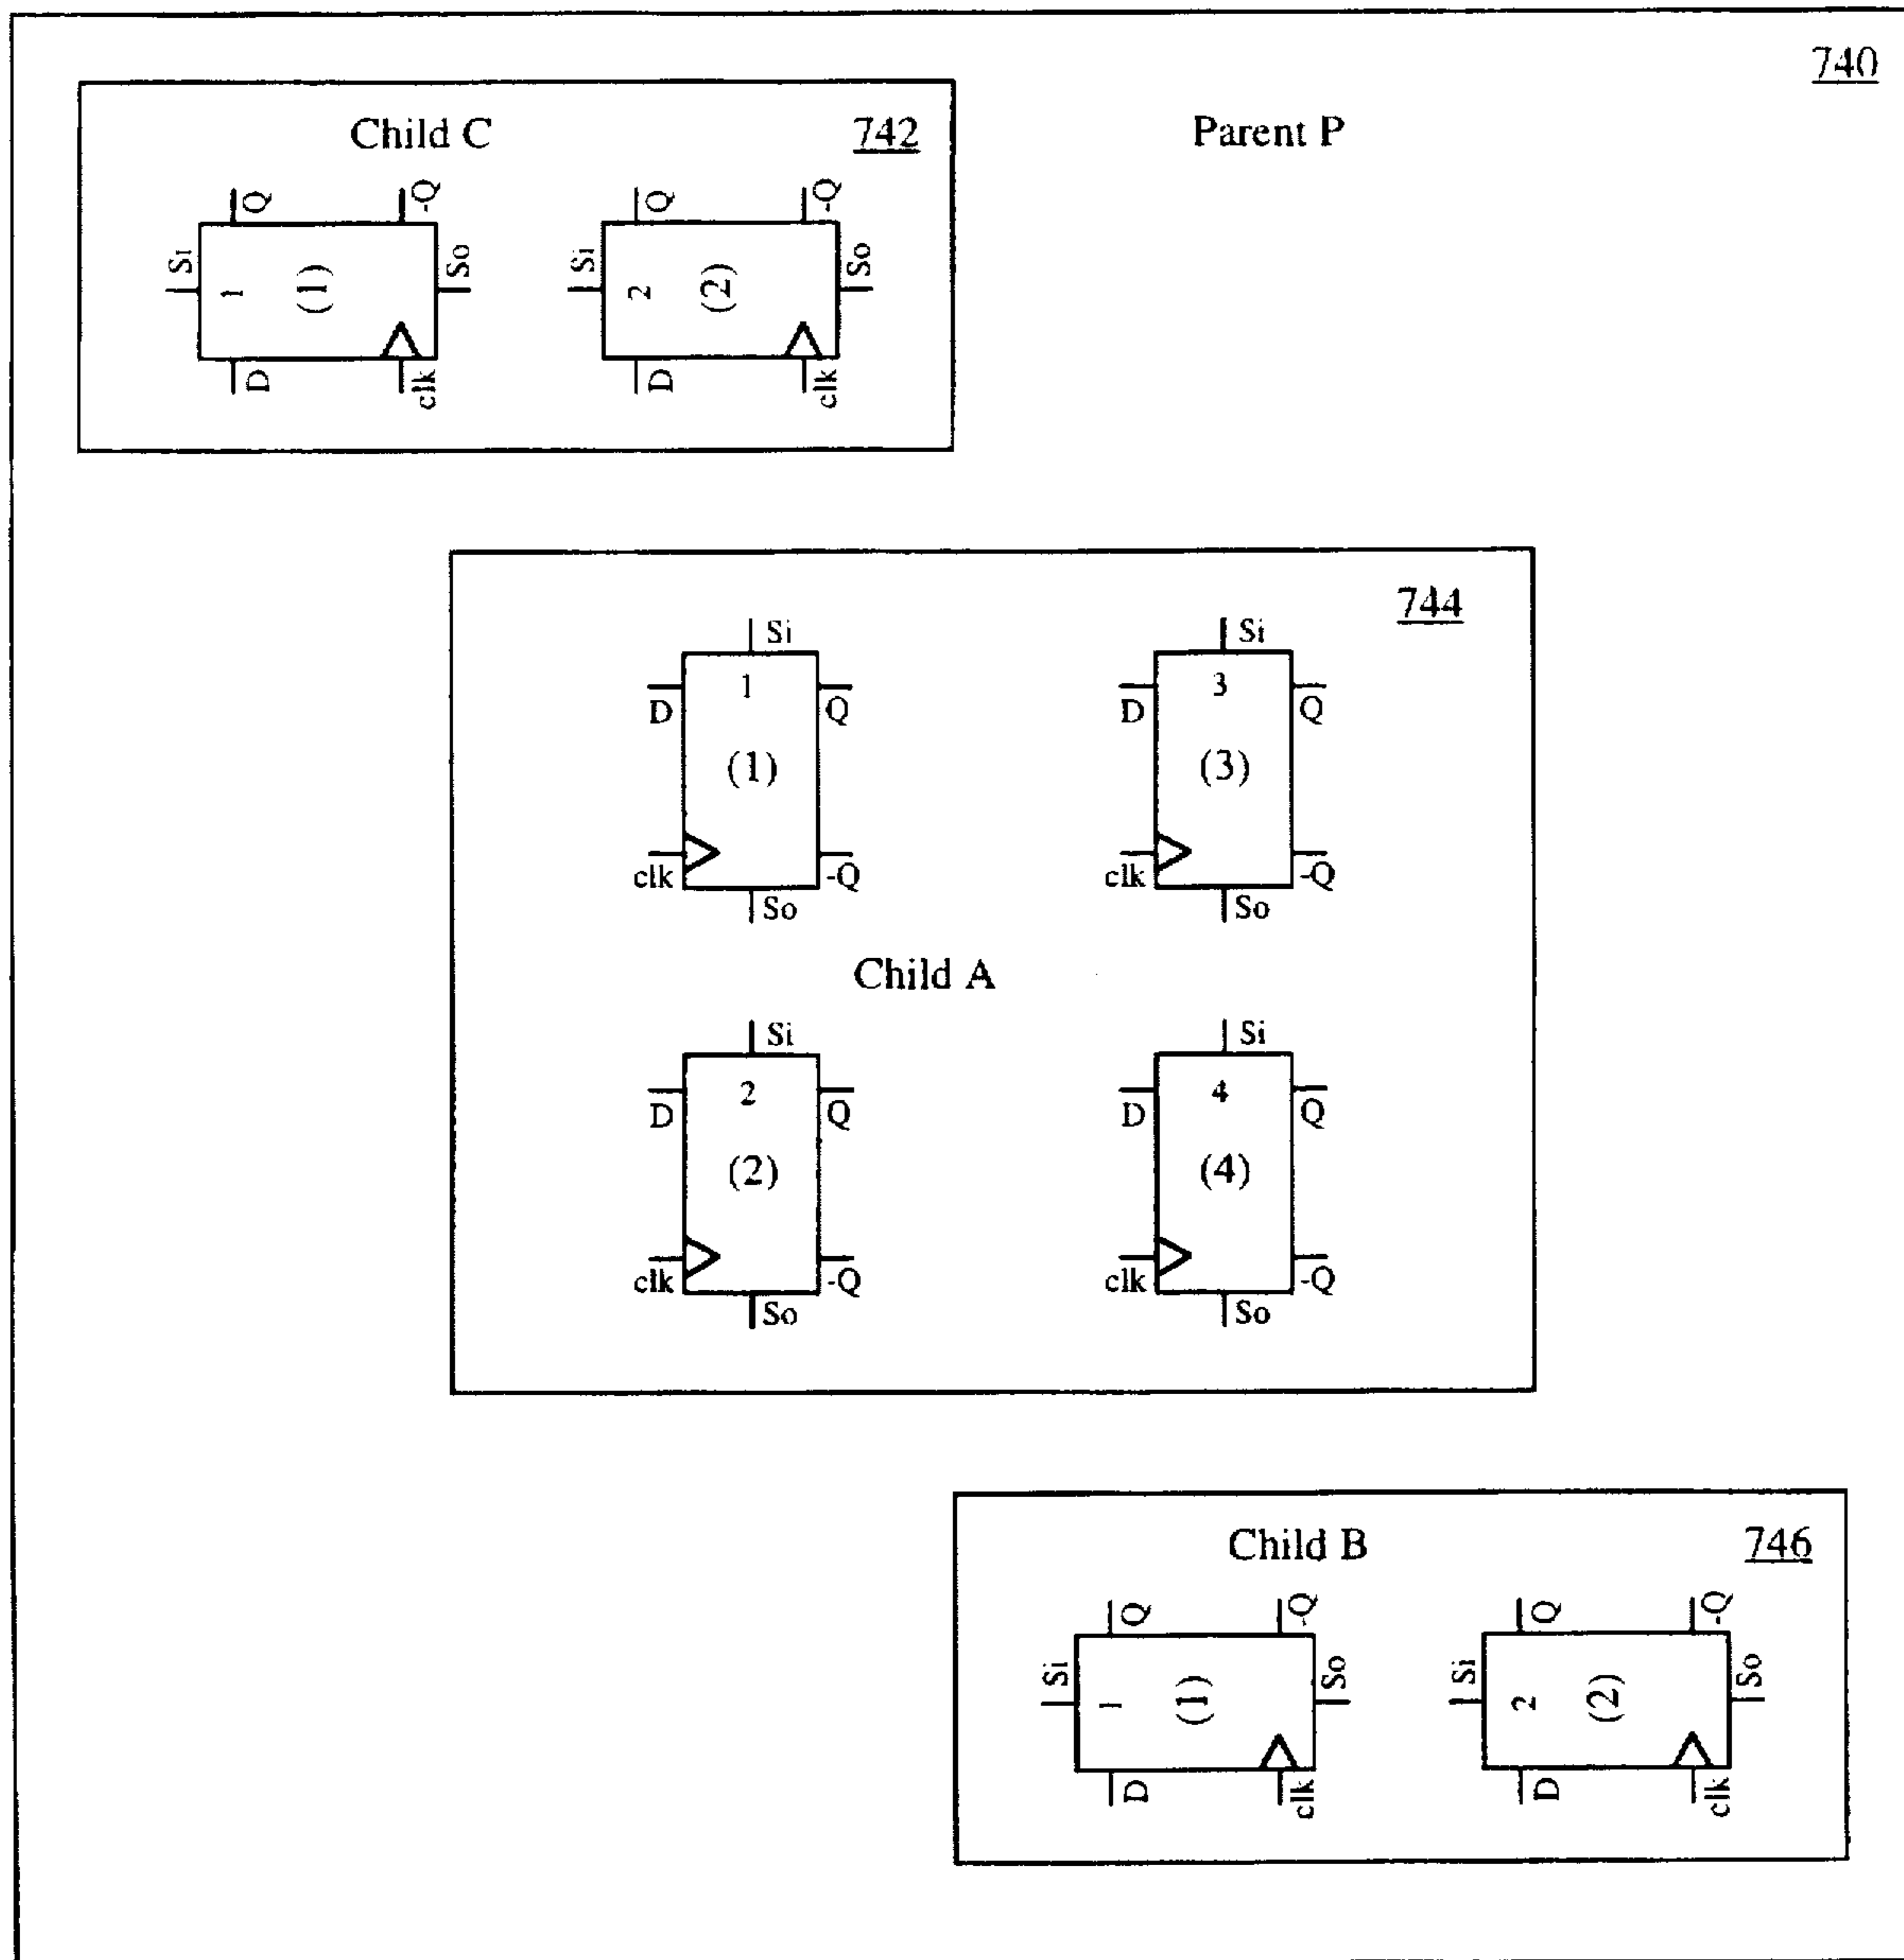 740
Parent P
Child C
742
Q
-Q
Si
1
(1)
So
D
clk
Q
-Q
Si
2
(2)
So
D
clk
744
Si
D
1
Q
(1)
clk
-Q
So
Si
D
3
Q
(3)
clk
-Q
So
Child A
Si
D
2
Q
(2)
clk
-Q
So
Si
D
4
Q
(4)
clk
-Q
So
Child B
746
Q
-Q
Si
1
(1)
So
D
clk
Q
-Q
Si
2
(2)
So
D
clk